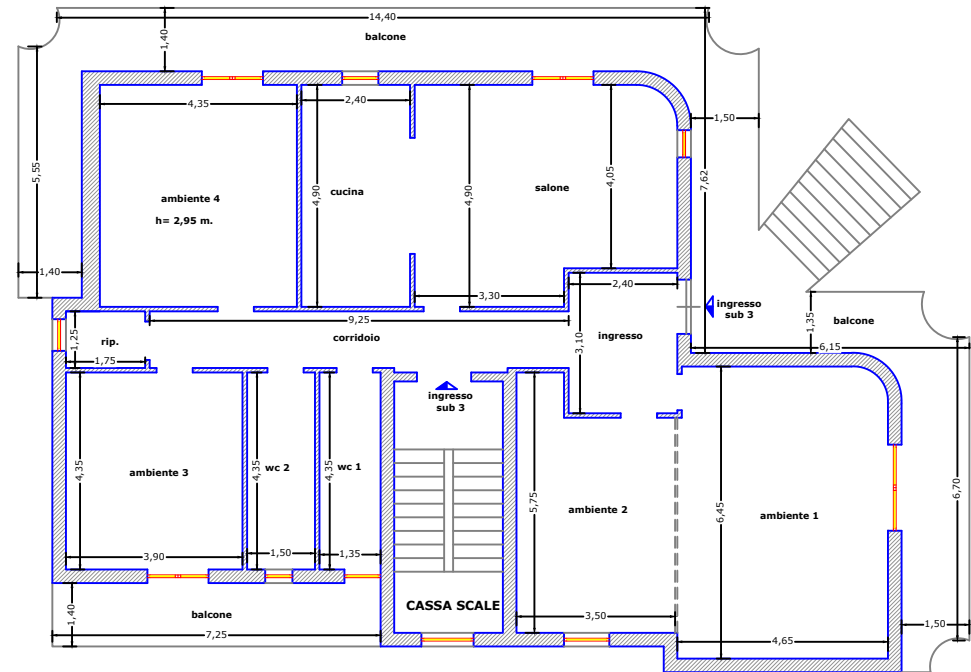 14,40
1,40
balcone
4,35
2,40
1,50
5,55
4,90
cucina
4,90
salone
4,05
7,62
ambiente 4
h= 2,95 m.
1,40
3,30
2,40
ingresso
sub 3
1,25
rip.
9,25
corridoio
ingresso
1,35
balcone
1,75
3,10
6,15
ingresso
sub 3
4,35
ambiente 3
4,35
wc 2
4,35
wc 1
5,75
ambiente 2
6,45
ambiente 1
6,70
3,90
1,50
1,35
1,40
balcone
7,25
CASSA SCALE
3,50
4,65
1,50